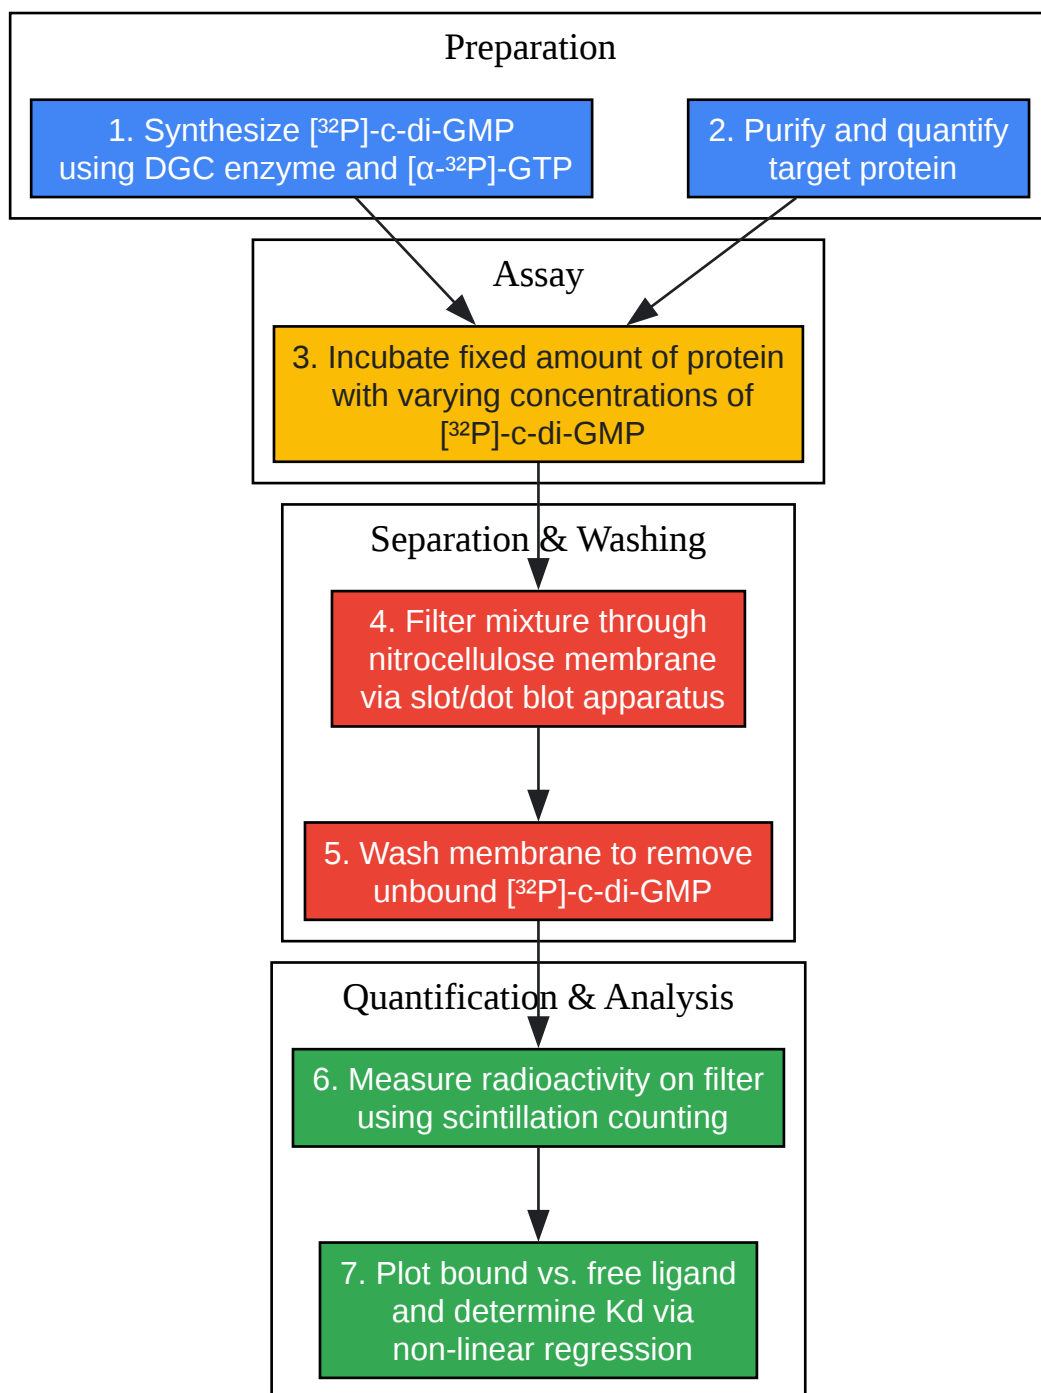 Preparation
1. Synthesize [³²P]-c-di-GMP
using DGC enzyme and [α-³²P]-GTP
2. Purify and quantify
target protein
Assay
3. Incubate fixed amount of protein
with varying concentrations of
[³²P]-c-di-GMP
Separation & Washing
4. Filter mixture through
nitrocellulose membrane
via slot/dot blot apparatus
5. Wash membrane to remove
unbound [³²P]-c-di-GMP
Quantification & Analysis
6. Measure radioactivity on filter
using scintillation counting
7. Plot bound vs. free ligand
and determine Kd via
non-linear regression